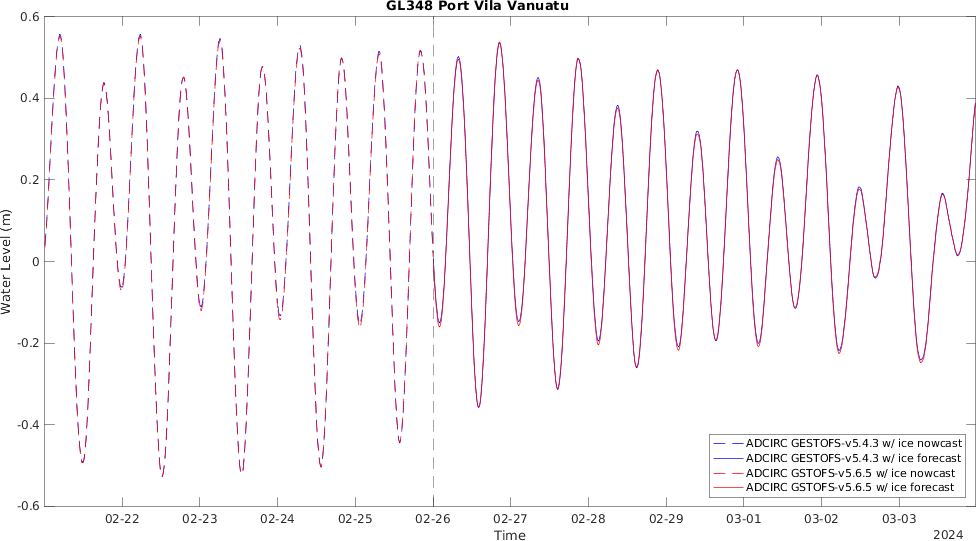 GL348 Port Vila Vanuatu
0.6
0.4
0.2
0
-0.2
-0.4
-0.6
Water Level (m)
ADCIRC GESTOFS-v5.4.3 w/ ice nowcast
ADCIRC GESTOFS-v5.4.3 w/ ice forecast
ADCIRC GSTOFS-v5.6.5 w/ ice nowcast
ADCIRC GSTOFS-v5.6.5 w/ ice forecast
02-22 02-23 02-24 02-25 02-26 02-27 02-28 02-29 03-01 03-02 03-03
Time
2024